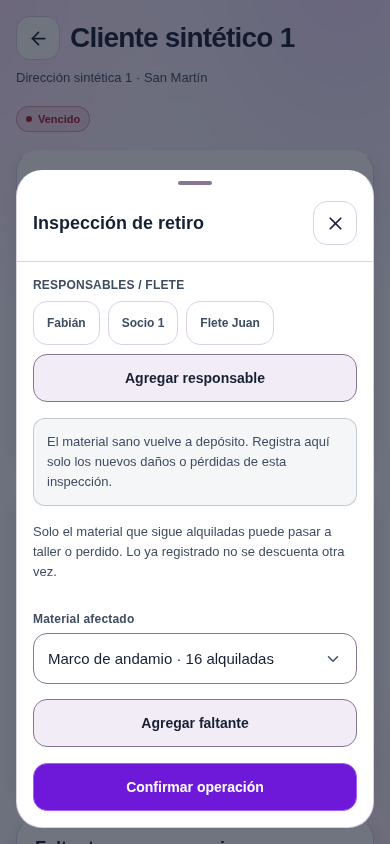 Cliente sintético 1
Dirección sintética 1 · San Martín
Vencido
Inspección de retiro
RESPONSABLES / FLETE
Fabián
Socio 1
Flete Juan
Agregar responsable
El material sano vuelve a depósito. Registra aquí
solo los nuevos daños o pérdidas de esta
inspección.
Solo el material que sigue alquiladas puede pasar a
taller o perdido. Lo ya registrado no se descuenta otra
vez.
Material afectado
Marco de andamio · 16 alquiladas
Agregar faltante
Confirmar operación